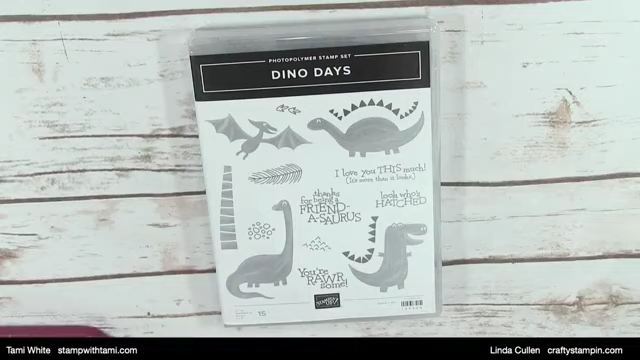 PHOTOPOLYMER STAMP SET
DINO DAYS
I love you THIS much!
(It's more than it looks.)
thanks
for being a
FRIEND-
A-SAURUS
look who's
HATCHED
You're
RAWR
some!
STAMPIN' UP!
15
Tami White stampwithtami.com
Linda Cullen craftystampin.com